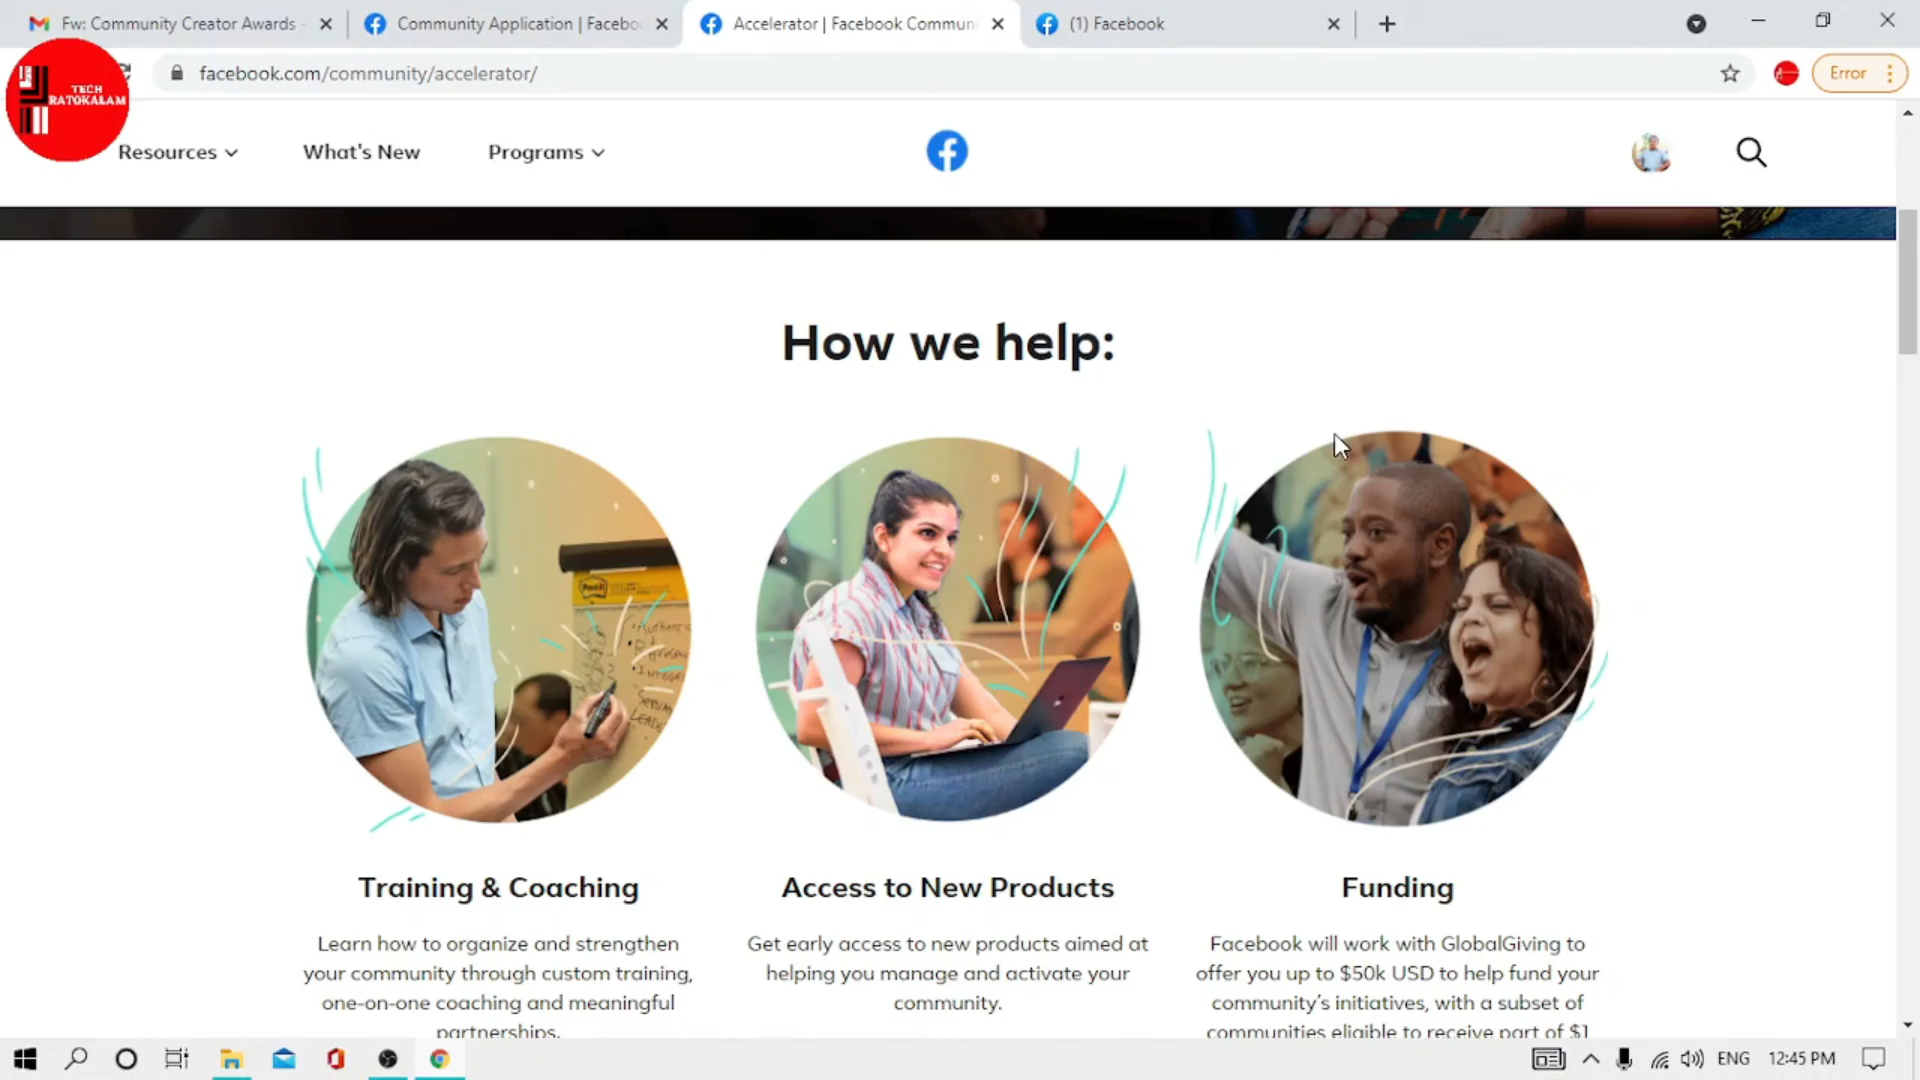 Fw: Community Creator Awards -
Community Application | Facebo
Accelerator | Facebook Commun
(1) Facebook
facebook.com/community/accelerator/
Error
TECH
RATOKALAM
Resources
What's New
Programs
How we help:
Post-it
• Authentic
• INTEGRI
Training & Coaching
Access to New Products
Funding
Learn how to organize and strengthen
your community through custom training,
one-on-one coaching and meaningful
partnerships.
Get early access to new products aimed at
helping you manage and activate your
community.
Facebook will work with GlobalGiving to
offer you up to $50k USD to help fund your
community's initiatives, with a subset of
communities eligible to receive part of $1
ENG
12:45 PM